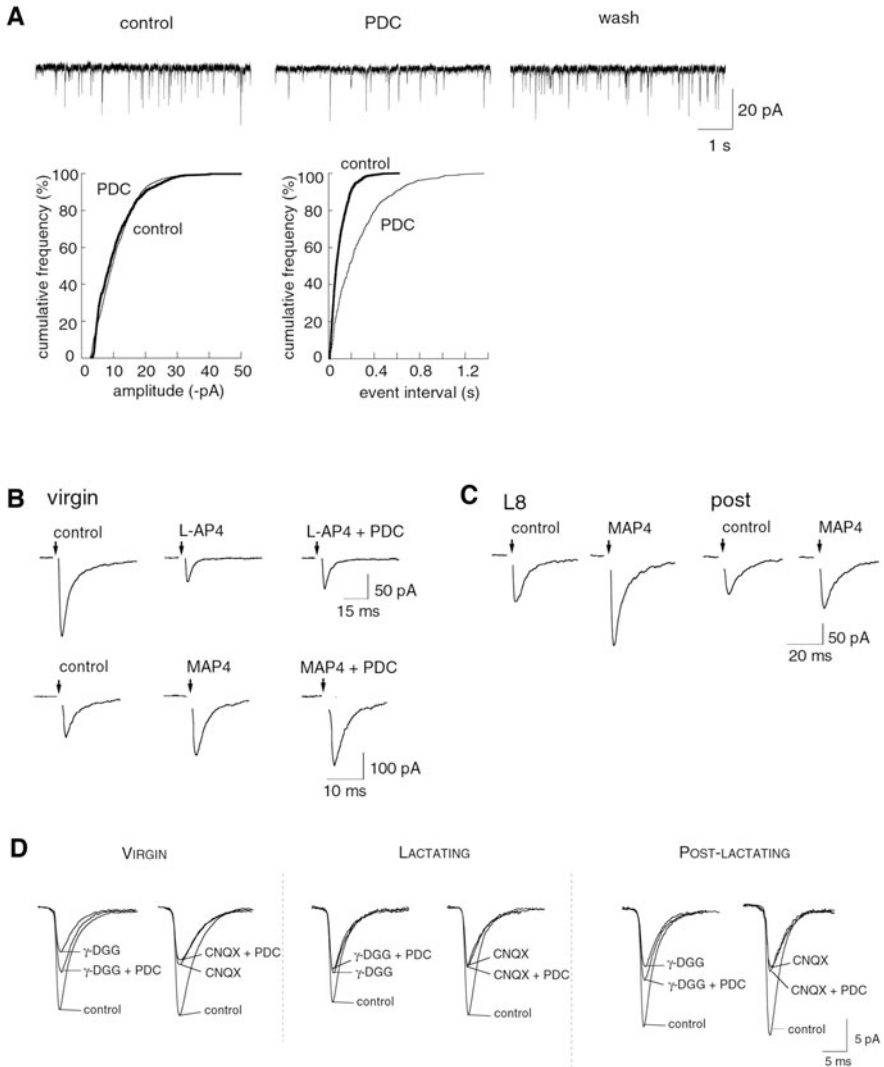 A
control PDC wash
20 pA
1 s
cumulative frequency (%)
100
80
60
40
20
0
PDC
control
0 10 20 30 40 50
amplitude (-pA)
cumulative frequency (%)
100
80
60
40
20
0
control
PDC
0 0.4 0.8 1.2
event interval (s)
B virgin
control L-AP4 L-AP4 + PDC
50 pA
15 ms
control MAP4 MAP4 + PDC
100 pA
10 ms
C
L8 post
control MAP4 control MAP4
50 pA
20 ms
D
VIRGIN LACTATING POST-LACTATING
γ-DGG
γ-DGG + PDC
control
CNQX + PDC
CNQX
control
γ-DGG + PDC
γ-DGG
control
CNQX
CNQX + PDC
control
γ-DGG
γ-DGG + PDC
control
CNQX
CNQX + PDC
control
5 pA
5 ms